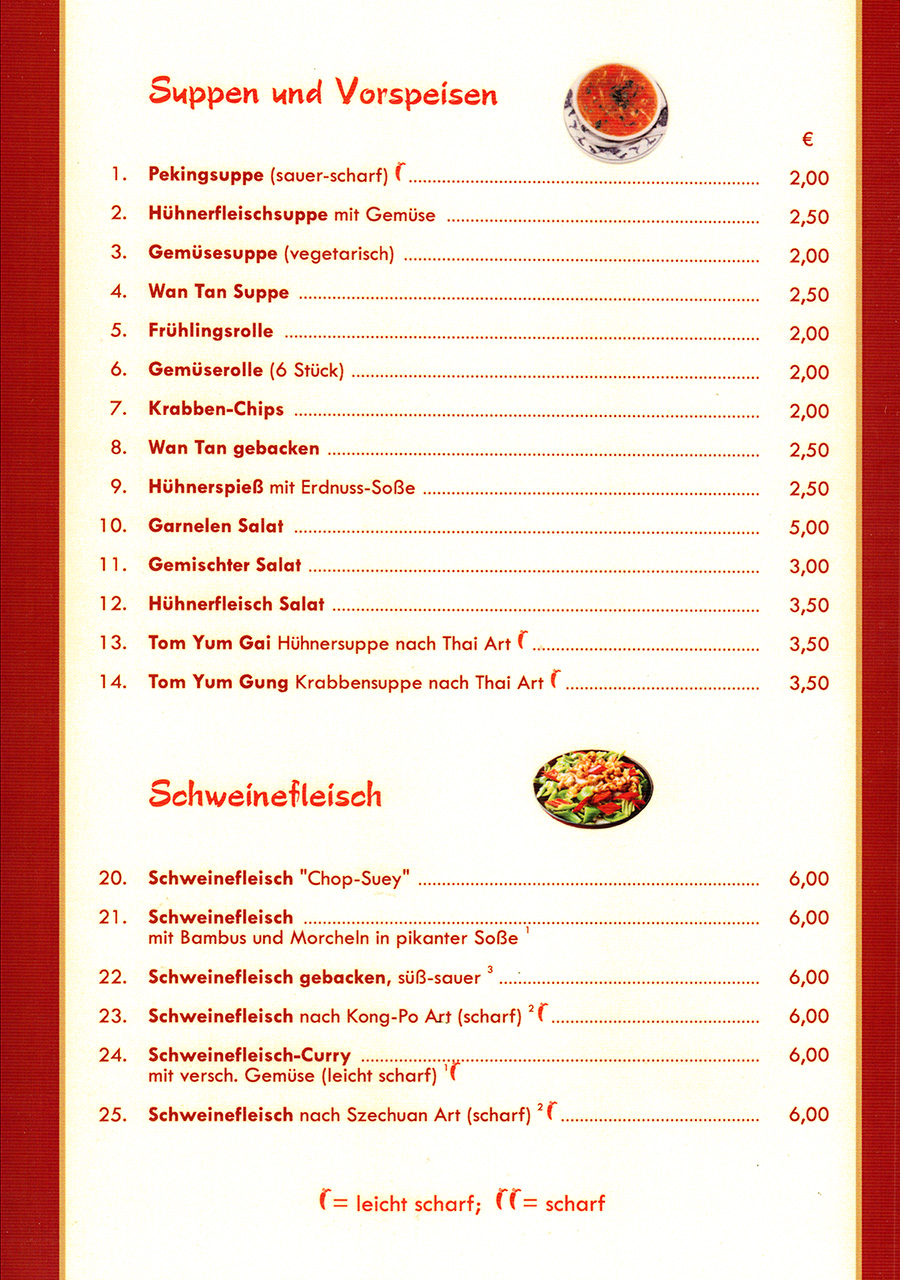 Suppen und Vorspeisen
€
1. Pekingsuppe (sauer-scharf) 2,00
2. Hühnerfleischsuppe mit Gemüse 2,50
3. Gemüsesuppe (vegetarisch) 2,00
4. Wan Tan Suppe 2,50
5. Frühlingsrolle 2,00
6. Gemüserolle (6 Stück) 2,00
7. Krabben-Chips 2,00
8. Wan Tan gebacken 2,50
9. Hühnerspieß mit Erdnuss-Soße 2,50
10. Garnelen Salat 5,00
11. Gemischter Salat 3,00
12. Hühnerfleisch Salat 3,50
13. Tom Yum Gai Hühnersuppe nach Thai Art 3,50
14. Tom Yum Gung Krabbensuppe nach Thai Art 3,50
Schweinefleisch
20. Schweinefleisch "Chop-Suey" 6,00
21. Schweinefleisch 6,00
mit Bambus und Morcheln in pikanter Soße ¹
22. Schweinefleisch gebacken, süß-sauer ³ 6,00
23. Schweinefleisch nach Kong-Po Art (scharf) ² 6,00
24. Schweinefleisch-Curry 6,00
mit versch. Gemüse (leicht scharf) ¹
25. Schweinefleisch nach Szechuan Art (scharf) ² 6,00
= leicht scharf; = scharf